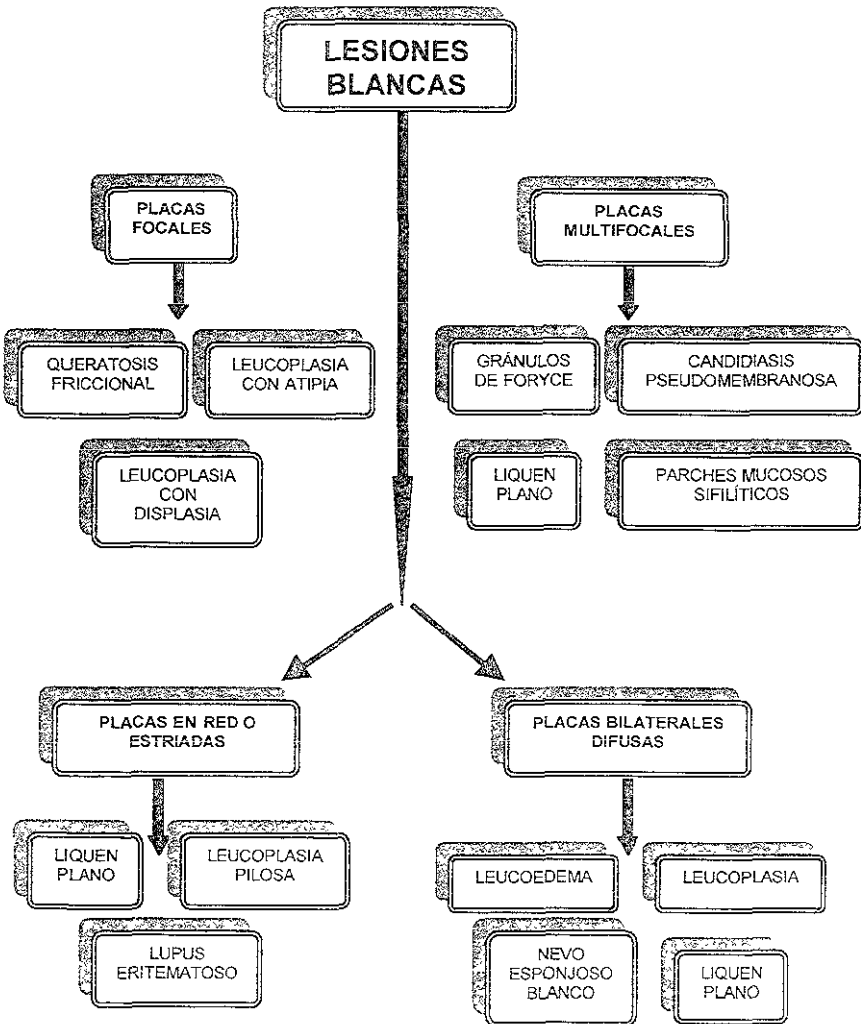 LESIONES
BLANCAS
PLACAS
FOCALES
QUERATOSIS
FRICCIONAL
LEUCOPLASIA
CON ATIPIA
LEUCOPLASIA
CON
DISPLASIA
PLACAS
MULTIFOCALES
GRÁNULOS
DE FORYCE
CANDIDIASIS
PSEUDOMEMBRANOSA
LIQUEN
PLANO
PARCHES MUCOSOS
SIFILÍTICOS
PLACAS EN RED O
ESTRIADAS
LIQUEN
PLANO
LEUCOPLASIA
PILOSA
LUPUS
ERITEMATOSO
PLACAS BILATERALES
DIFUSAS
LEUCOEDEMA
LEUCOPLASIA
NEVO
ESPONJOSO
BLANCO
LIQUEN
PLANO